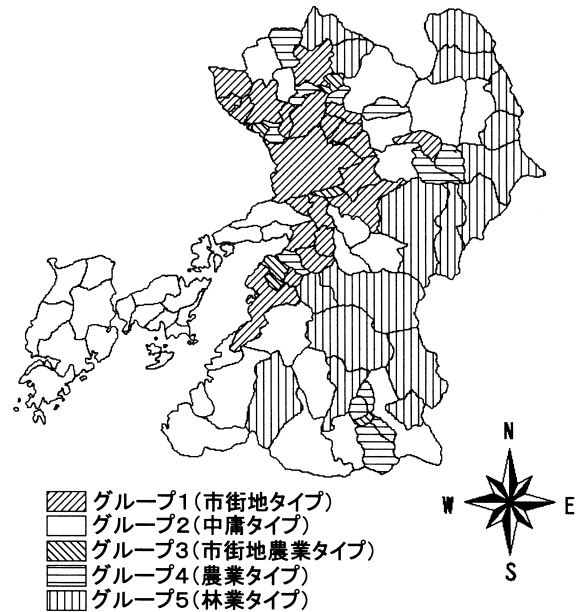 N
W E
S
グループ1(市街地タイプ)
グループ2(中庸タイプ)
グループ3(市街地農業タイプ)
グループ4(農業タイプ)
グループ5(林業タイプ)